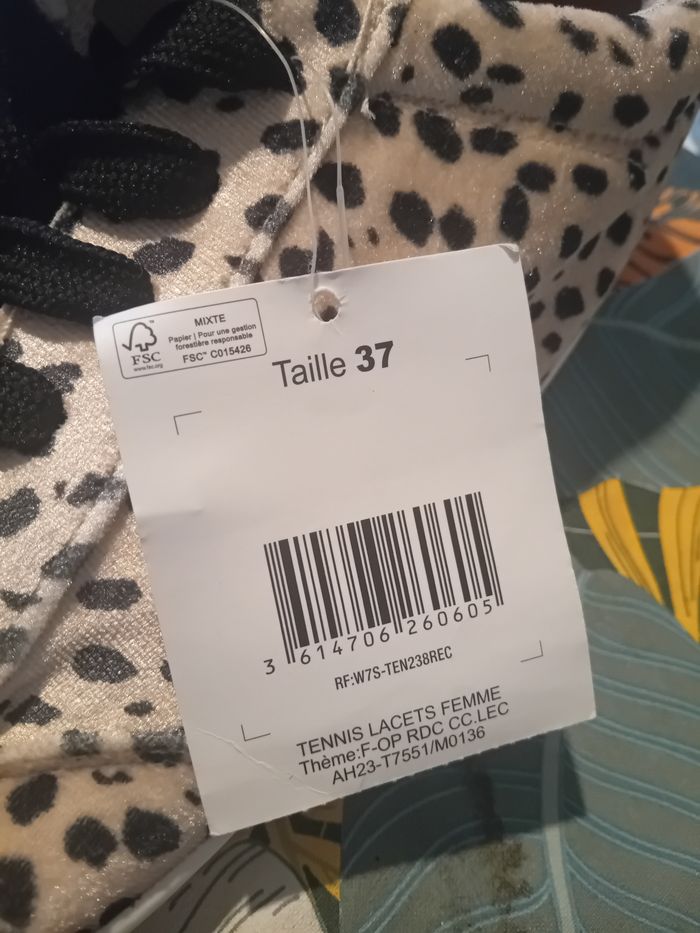 MIXTE
Papier | Pour une gestion
forestière responsable
FSC™ C015426
FSC
www.fsc.org
Taille 37
3 614706 260605
RF:W7S-TEN238REC
TENNIS LACETS FEMME
Thème:F-OP RDC CC.LEC
AH23-T7551/M0136